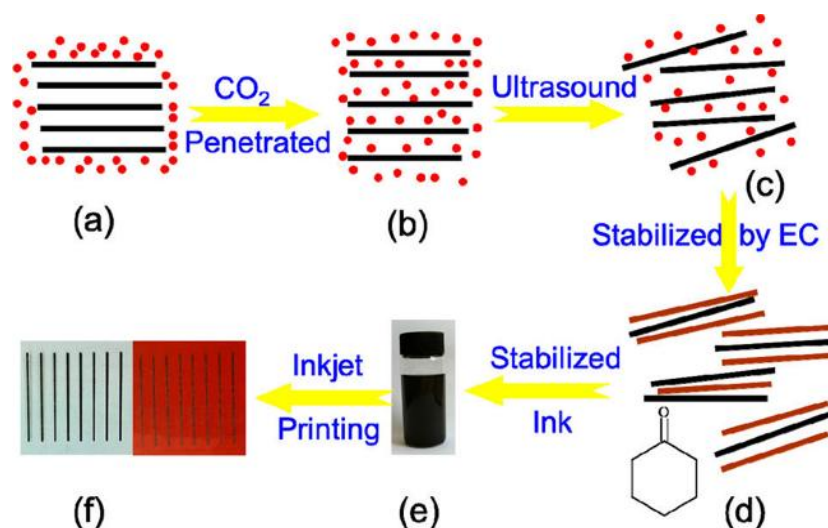 CO2
Penetrated
Ultrasound
(a)
(b)
(c)
Stabilized by EC
Inkjet
Printing
Stabilized
Ink
O
(f)
(e)
(d)